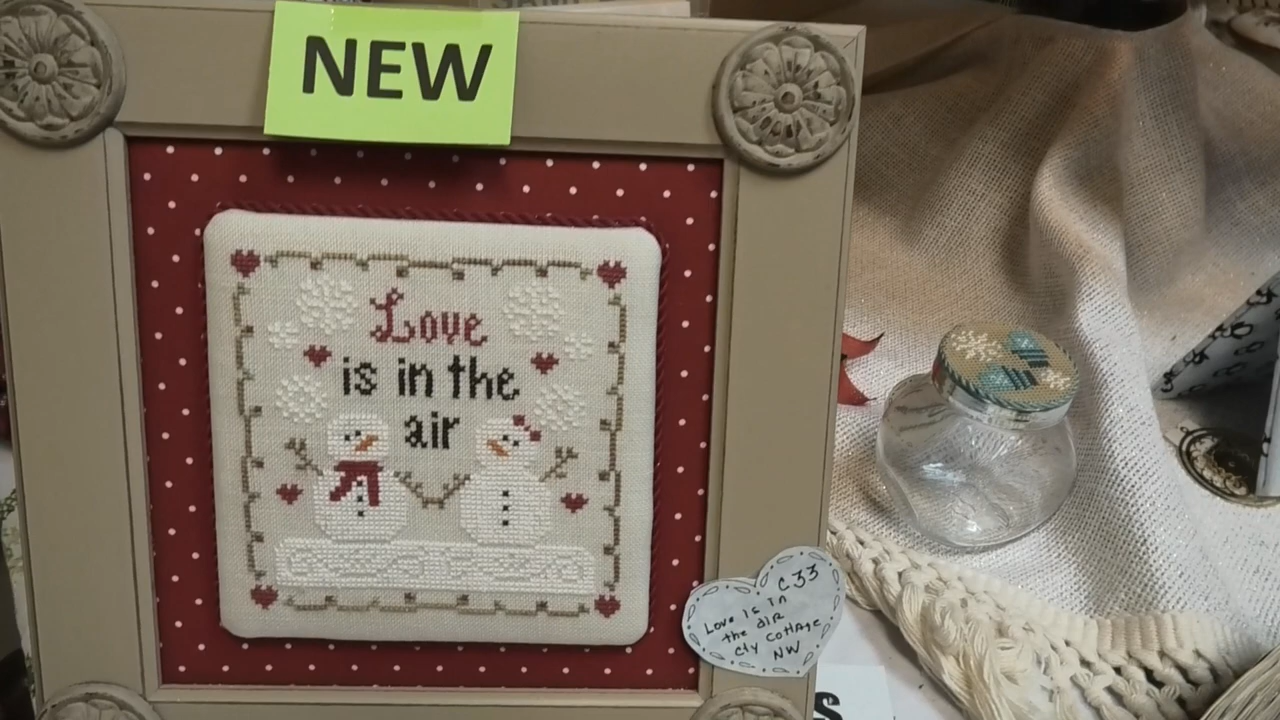 NEW
Love
is in the
air
C33
Love is in
the air
cty Cottage
NW
S